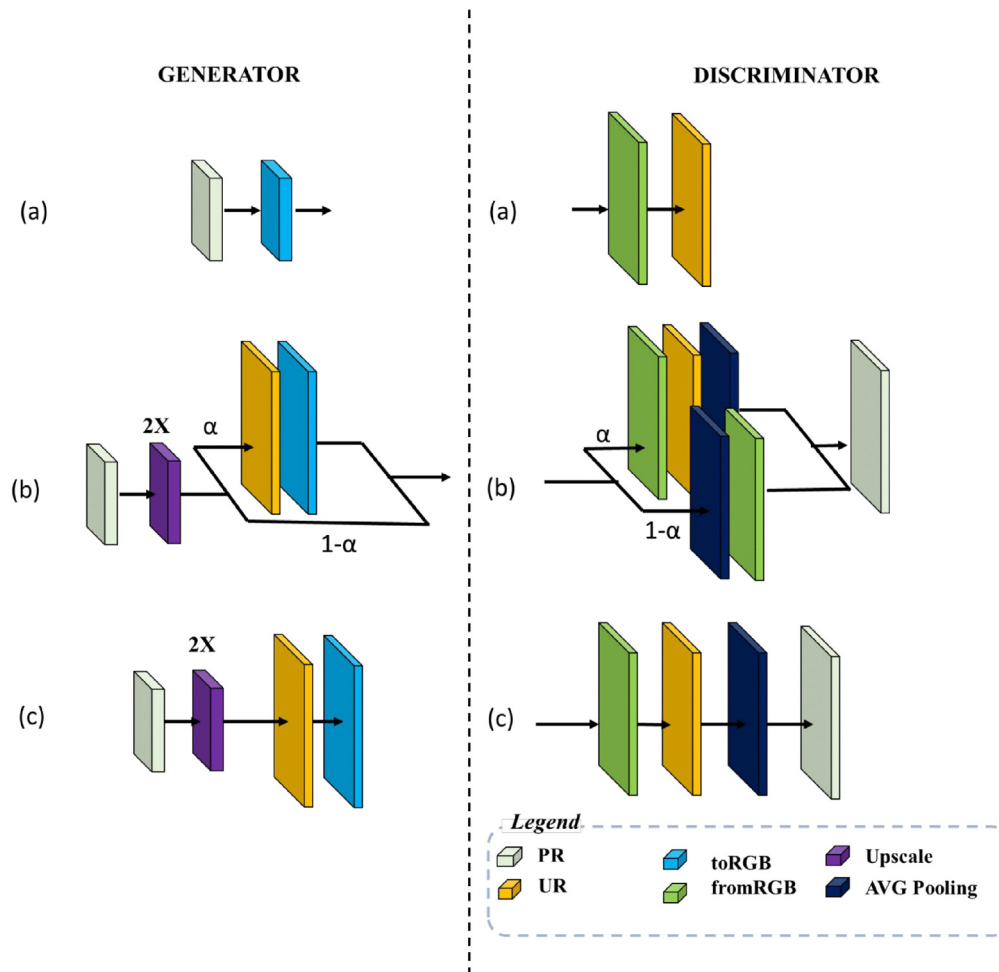 GENERATOR
DISCRIMINATOR
(a)
(a)
2X
α
(b)
1-α
α
(b)
1-α
2X
(c)
(c)
Legend
PR
toRGB
Upscale
UR
fromRGB
AVG Pooling